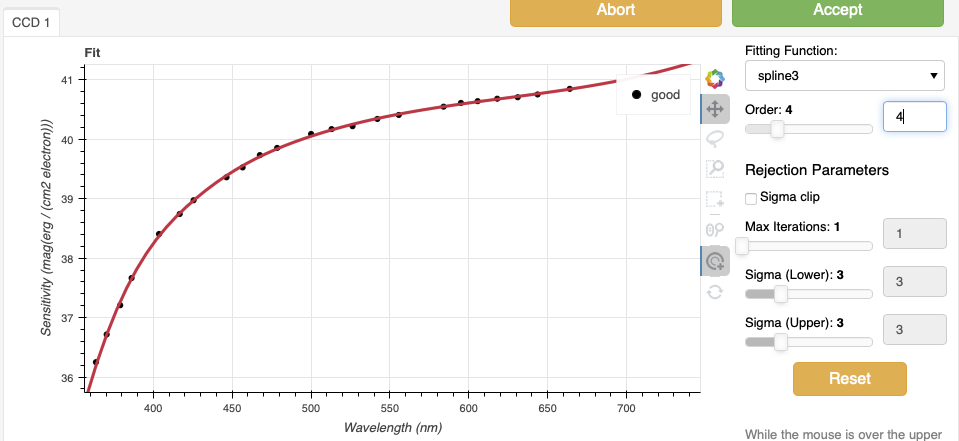 Abort
Accept
CCD 1
Fit
41
40
39
38
37
36
400
450
500
550
600
650
700
Wavelength (nm)
Sensitivity (mag(erg / (cm2 electron)))
good
Fitting Function:
spline3
Order: 4
4
Rejection Parameters
Sigma clip
Max Iterations: 1
1
Sigma (Lower): 3
3
Sigma (Upper): 3
3
Reset
While the mouse is over the upper